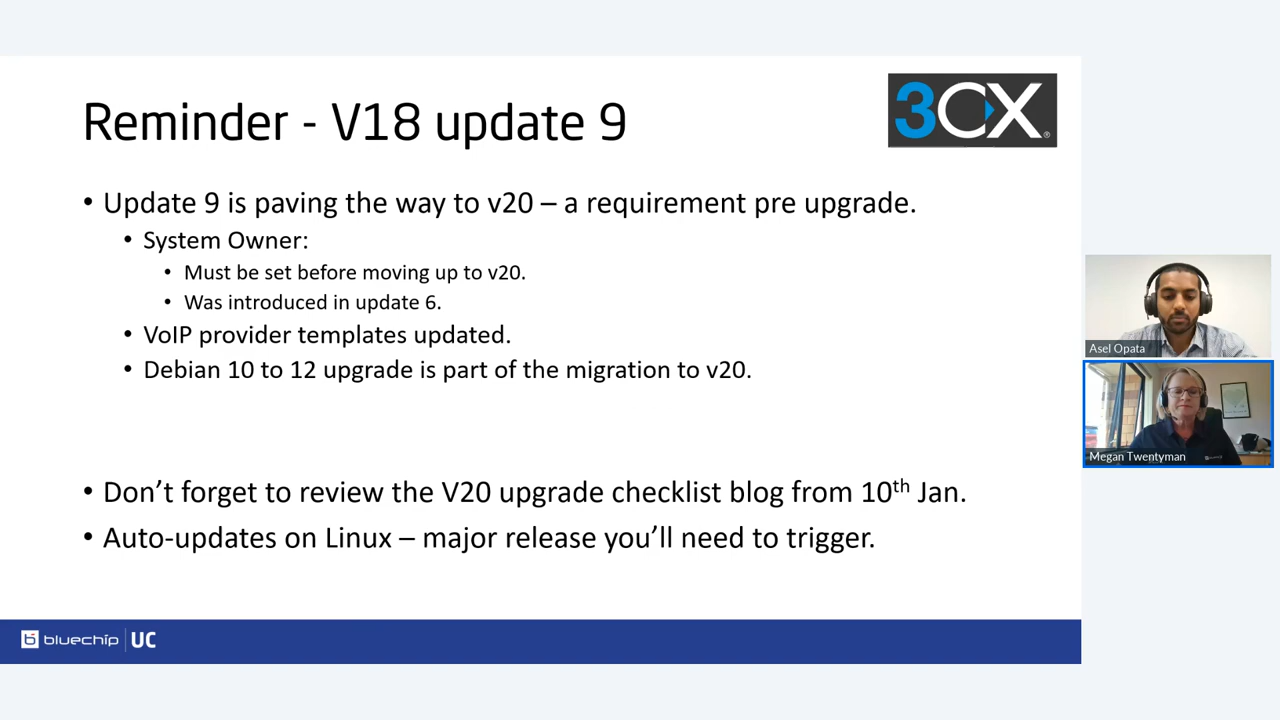 Reminder - V18 update 9
3CX®
• Update 9 is paving the way to v20 – a requirement pre upgrade.
• System Owner:
• Must be set before moving up to v20.
• Was introduced in update 6.
• VoIP provider templates updated.
• Debian 10 to 12 upgrade is part of the migration to v20.
• Don’t forget to review the V20 upgrade checklist blog from 10th Jan.
• Auto-updates on Linux – major release you’ll need to trigger.
Asel Opata
Megan Twentyman
b bluechip UC